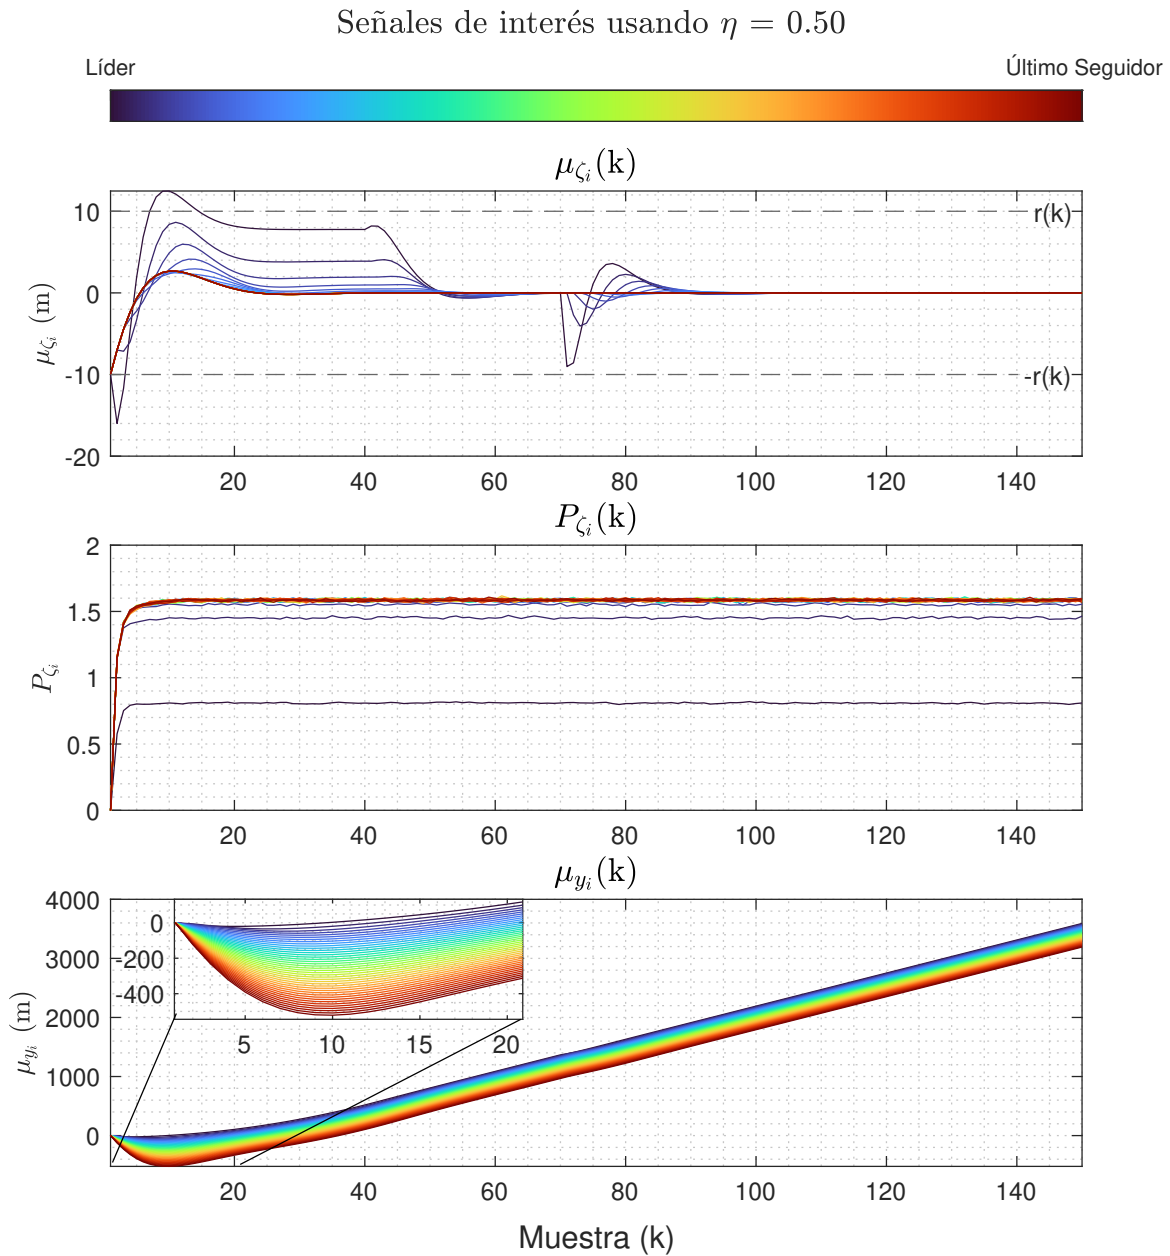 Señales de interés usando η = 0.50
Líder Último Seguidor
μζᵢ(k)
μζᵢ (m)
10
0
-10
-20
r(k)
-r(k)
20 40 60 80 100 120 140
Pζᵢ(k)
Pζᵢ
2
1.5
1
0.5
0
20 40 60 80 100 120 140
μyᵢ(k)
μyᵢ (m)
4000
3000
2000
1000
0
0
-200
-400
5 10 15 20
20 40 60 80 100 120 140
Muestra (k)